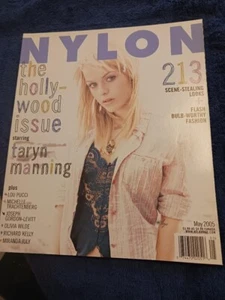 NYLON
the
holly-
wood
issue
starring
taryn
manning
plus
LOU PUCCI
MICHELLE
TRACHTENBERG
JOSEPH
GORDON-LEVITT
OLIVIA WILDE
RICHARD KELLY
MIRANDA JULY
213
SCENE-STEALING
LOOKS
FLASH
BULB-WORTHY
FASHION
May 2005